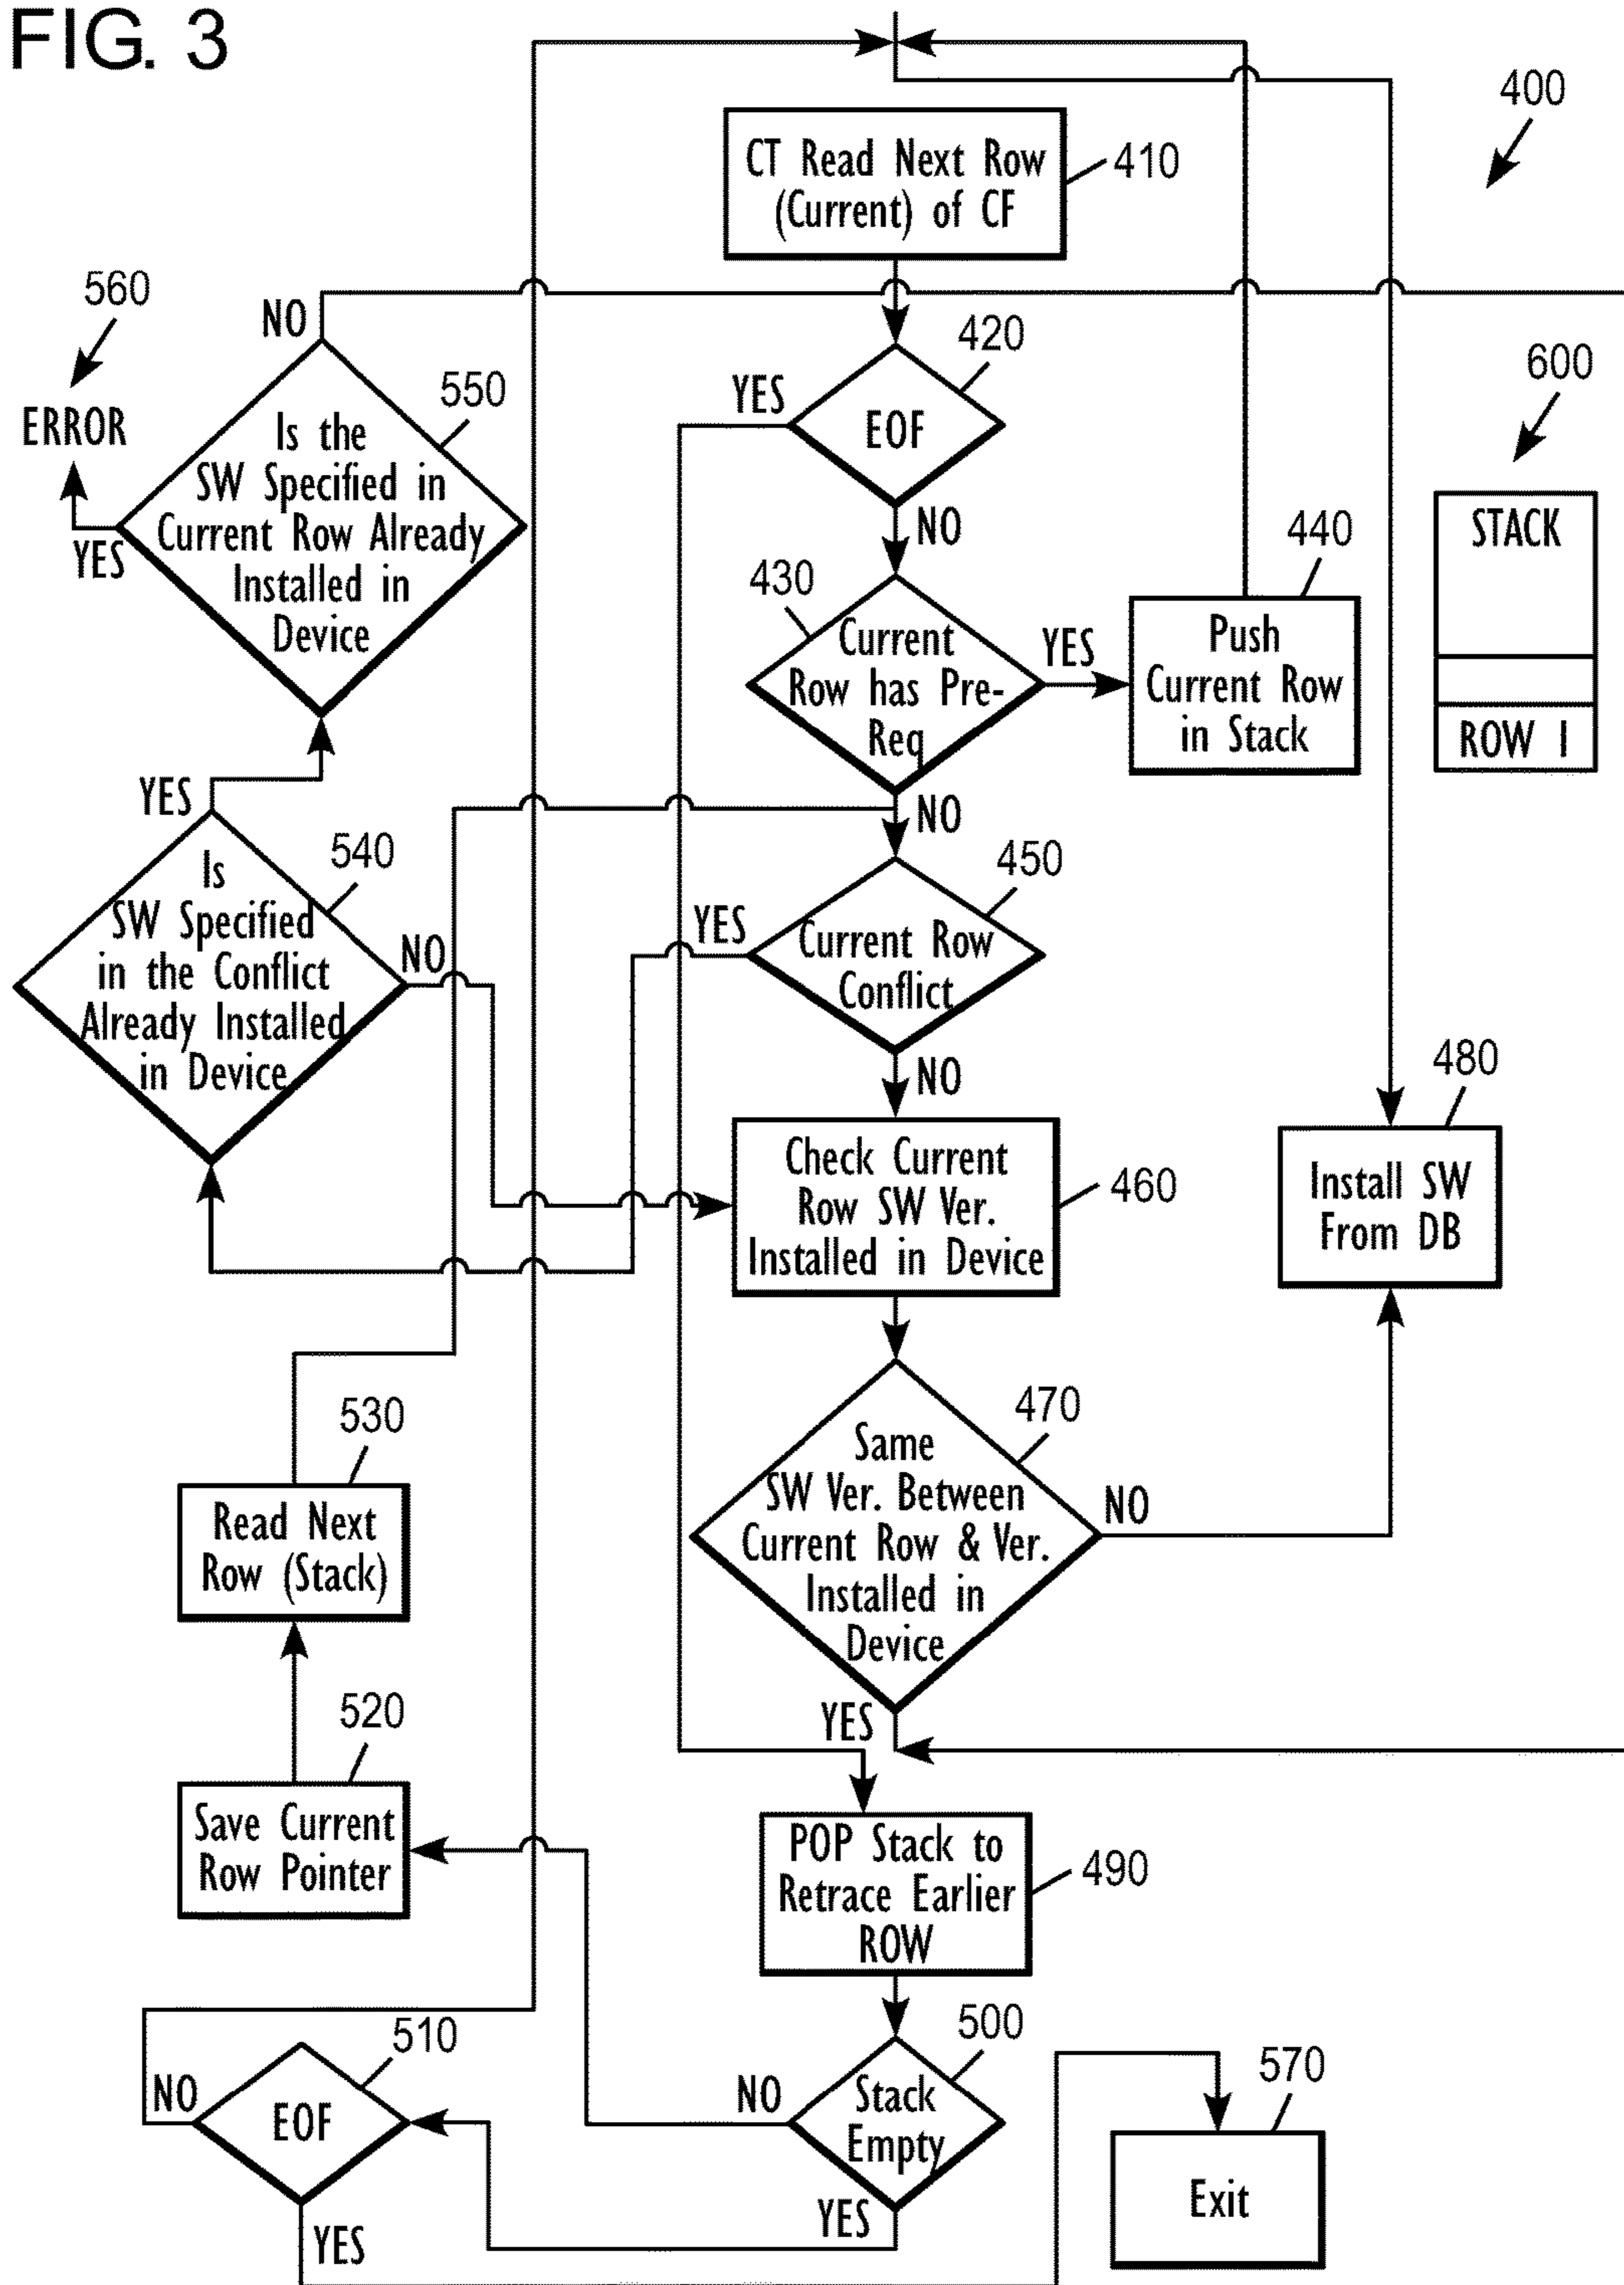 FIG. 3
400
CT Read Next Row
(Current) of CF
410
560
NO
420
600
YES
550
ERROR
EOF
Is the
SW Specified in
Current Row Already
Installed in
Device
YES
NO
430
440
STACK
ROW 1
Current
Row has Pre-
Req
YES
Push
Current Row
in Stack
YES
NO
540
450
Is
SW Specified
in the Conflict
Already Installed
in Device
NO
YES
Current Row
Conflict
NO
480
Check Current
Row SW Ver.
Installed in Device
460
Install SW
From DB
530
470
Same
SW Ver. Between
Current Row & Ver.
Installed in
Device
NO
Read Next
Row (Stack)
520
YES
Save Current
Row Pointer
POP Stack to
Retrace Earlier
ROW
490
510
500
570
NO
EOF
NO
Stack
Empty
Exit
YES
YES